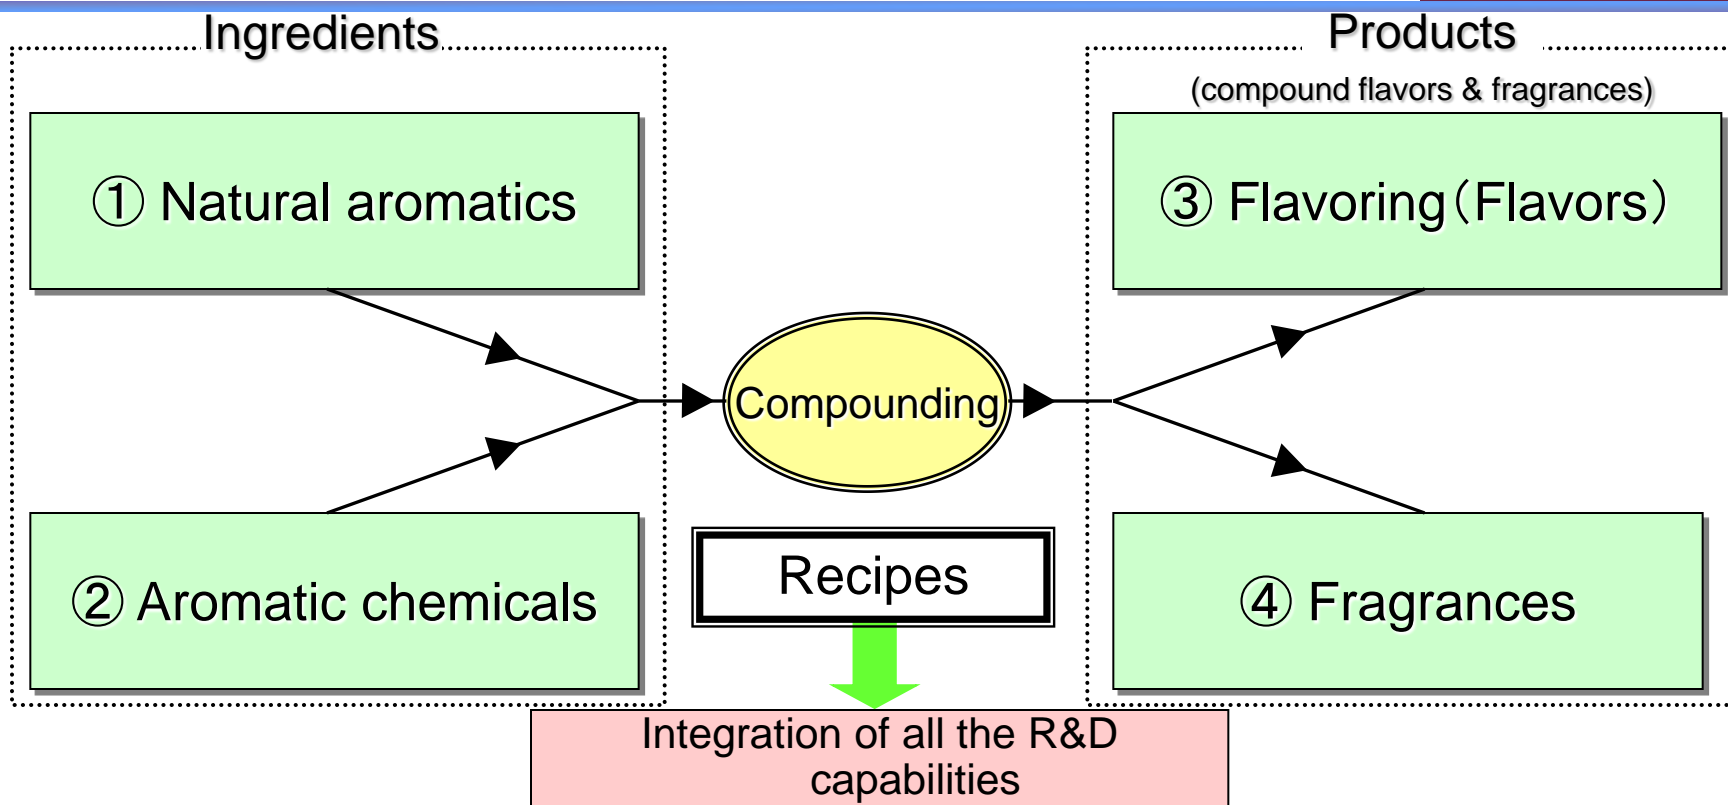 Ingredients
Products
(compound flavors & fragrances)
① Natural aromatics
③ Flavoring（Flavors）
Compounding
Recipes
② Aromatic chemicals
④ Fragrances
Integration of all the R&D
capabilities